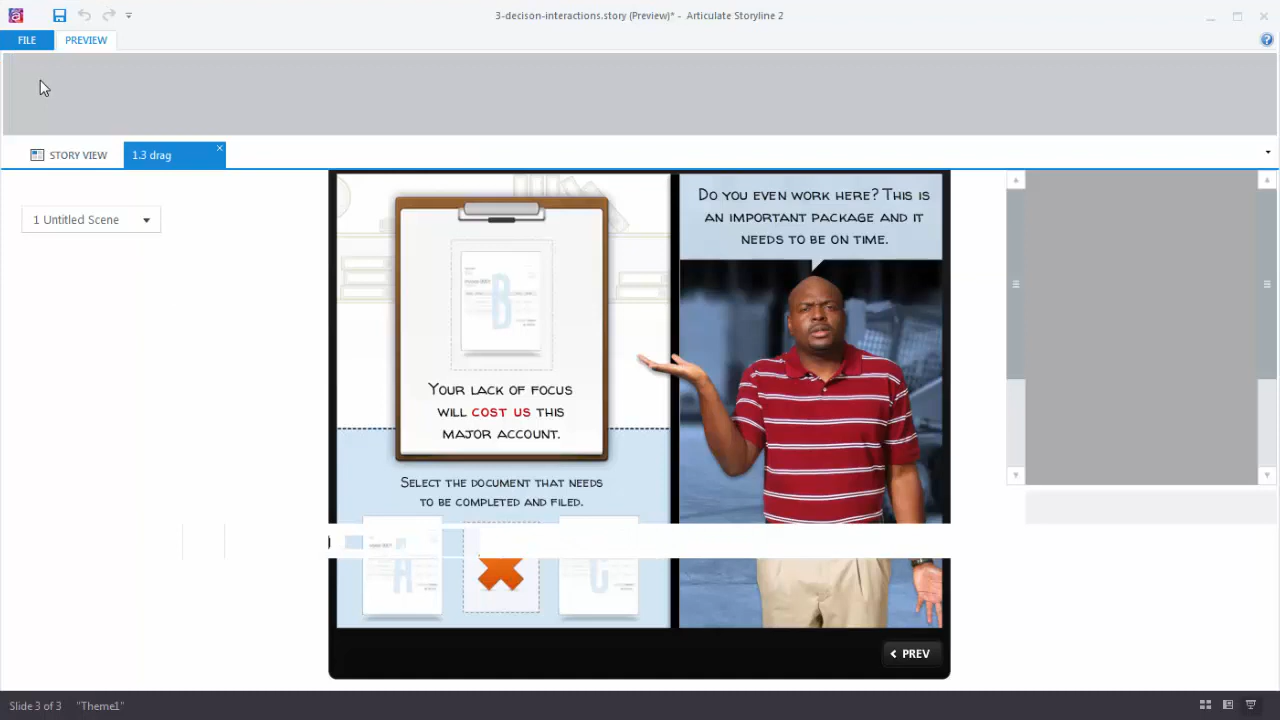 3-decison-interactions.story (Preview)* - Articulate Storyline 2
FILE
PREVIEW
STORY VIEW
1.3 drag
1 Untitled Scene
B
YOUR LACK OF FOCUS
WILL COST US THIS
MAJOR ACCOUNT.
SELECT THE DOCUMENT THAT NEEDS
TO BE COMPLETED AND FILED.
A
C
DO YOU EVEN WORK HERE? THIS IS
AN IMPORTANT PACKAGE AND IT
NEEDS TO BE ON TIME.
PREV
Slide 3 of 3
"Theme1"